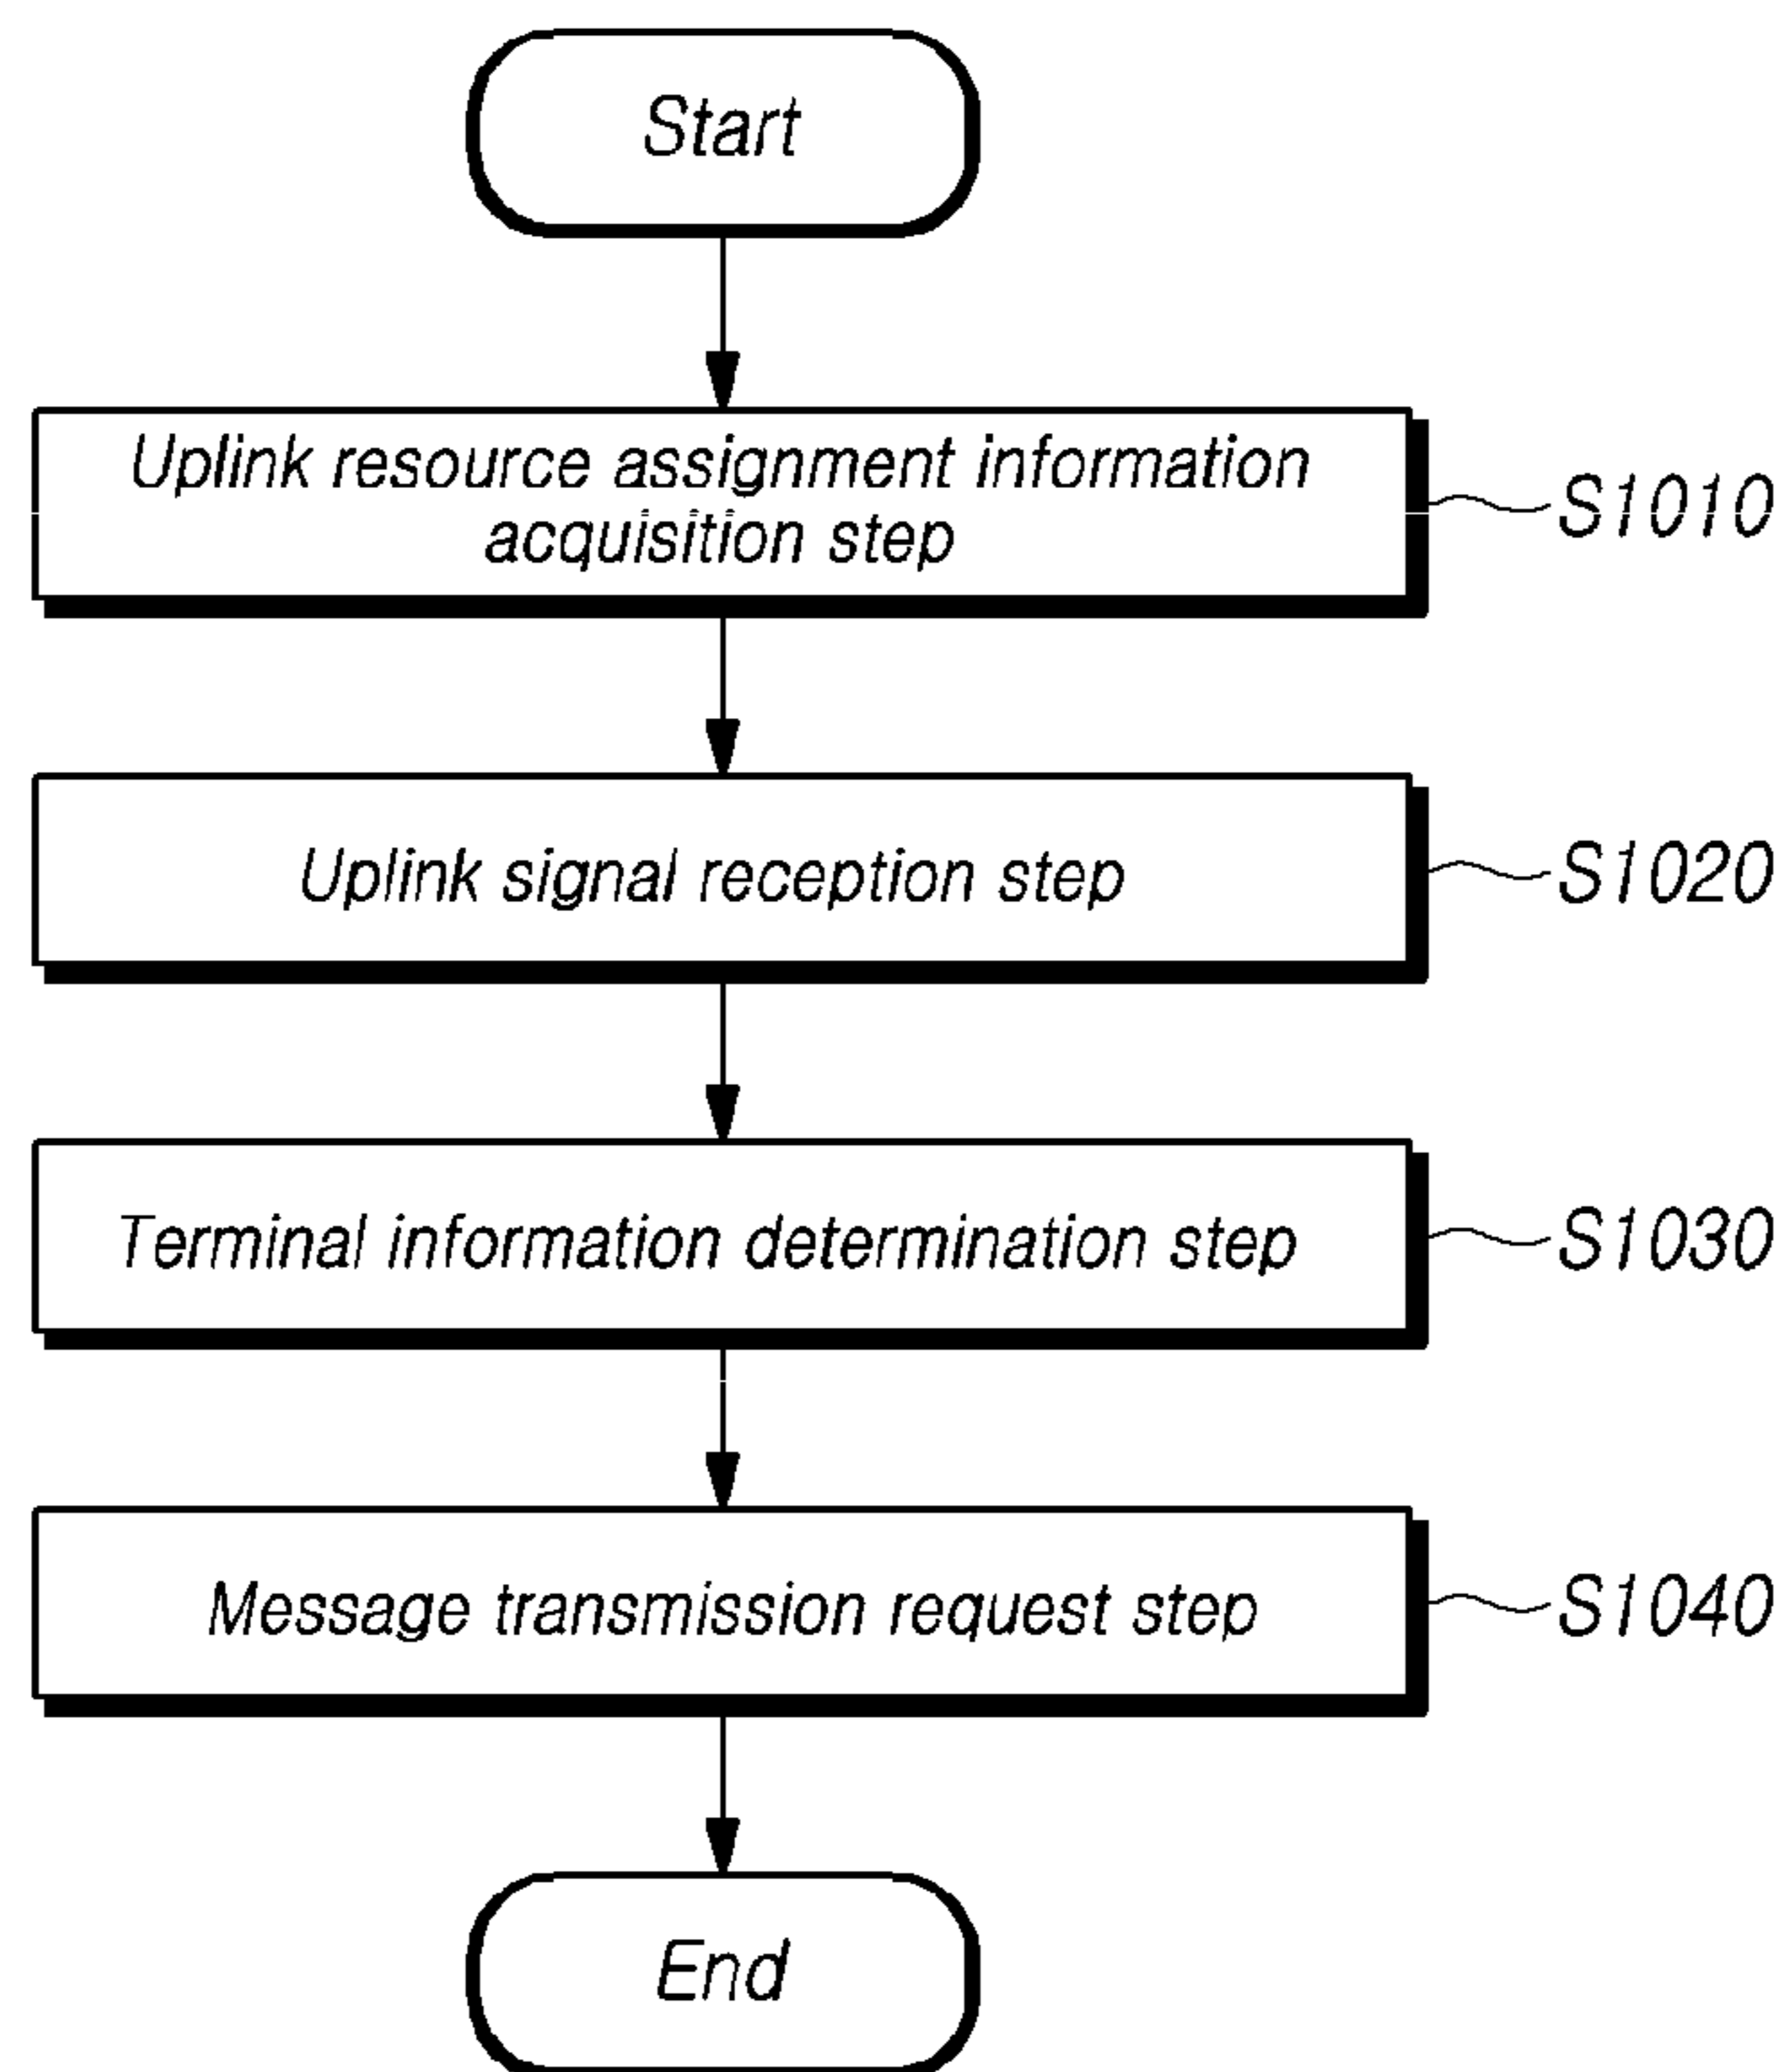 Start
Uplink resource assignment information
acquisition step
S1010
Uplink signal reception step
S1020
Terminal information determination step
S1030
Message transmission request step
S1040
End